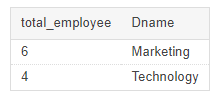 total_employee Dname
6 Marketing
4 Technology